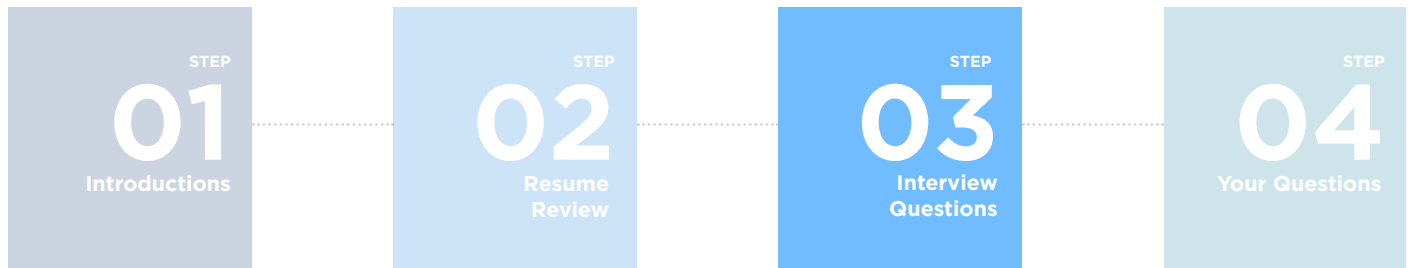 STEP
01
Introductions
STEP
02
Resume
Review
STEP
03
Interview
Questions
STEP
04
Your Questions